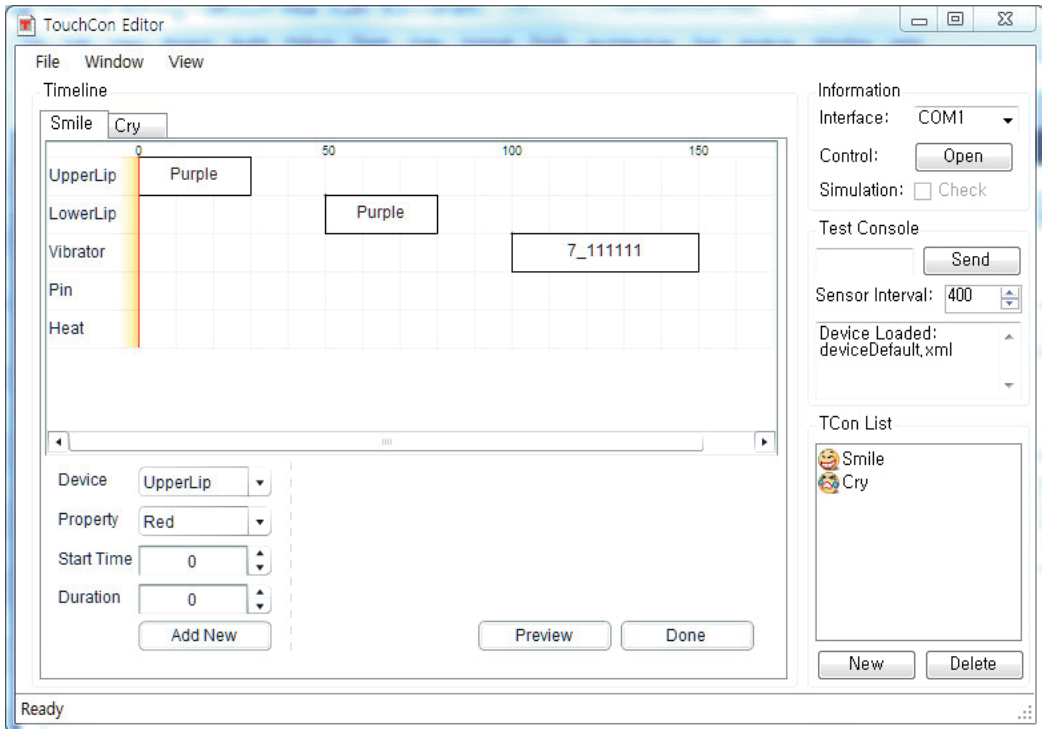 TouchCon Editor
File Window View
Timeline
Smile Cry
0 50 100 150
UpperLip Purple
LowerLip Purple
Vibrator 7_111111
Pin
Heat
Device UpperLip
Property Red
Start Time 0
Duration 0
Add New Preview Done
Information
Interface: COM1
Control: Open
Simulation: Check
Test Console
Send
Sensor Interval: 400
Device Loaded:
deviceDefault.xml
TCon List
Smile
Cry
New Delete
Ready